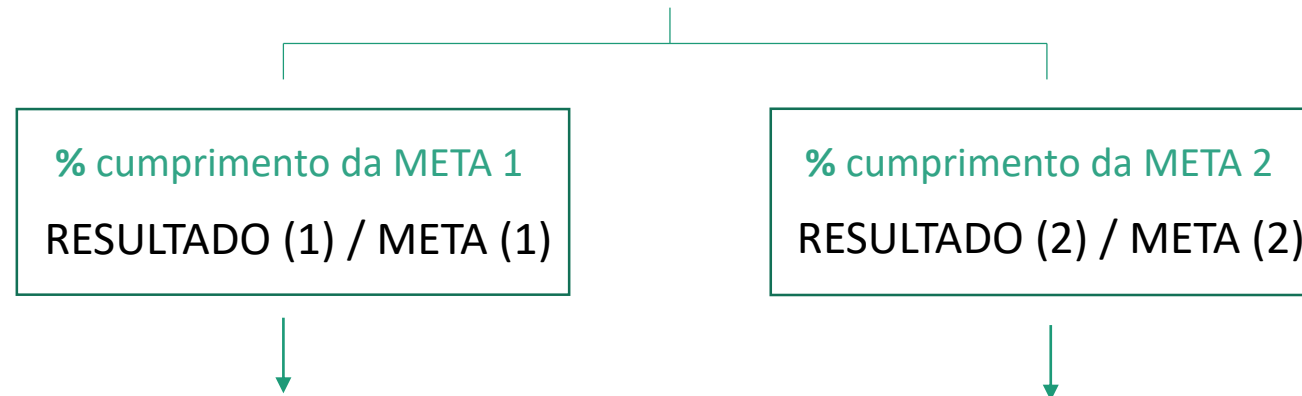 % cumprimento da META 1
RESULTADO (1) / META (1)
% cumprimento da META 2
RESULTADO (2) / META (2)